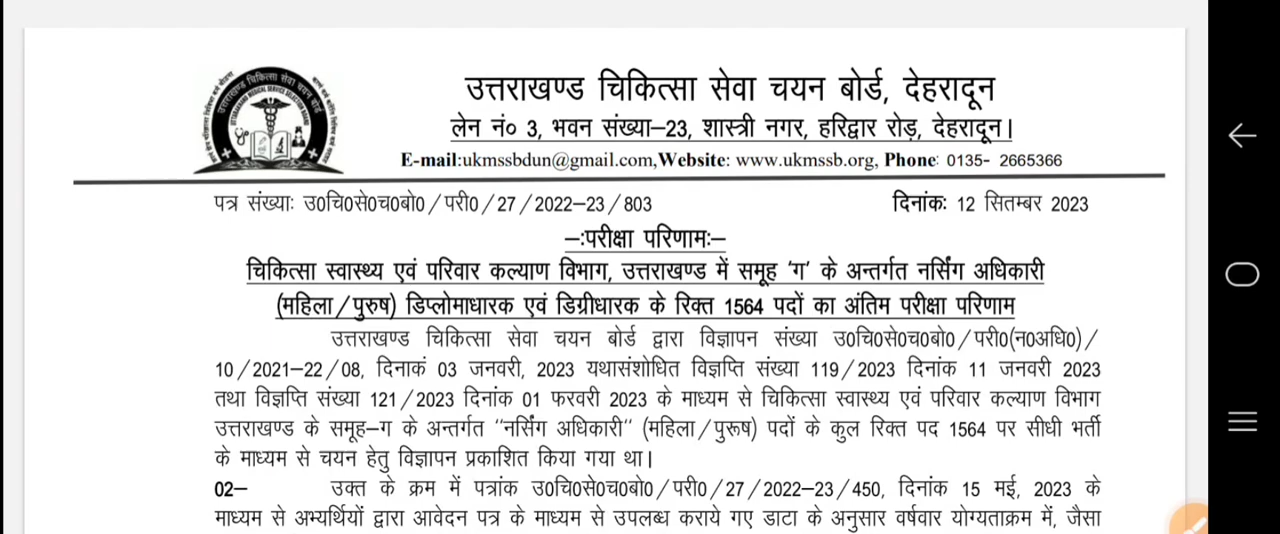 उत्तराखण्ड चिकित्सा सेवा चयन बोर्ड, देहरादून
लेन नं० 3, भवन संख्या–23, शास्त्री नगर, हरिद्वार रोड़, देहरादून।
E-mail:ukmssbdun@gmail.com,Website: www.ukmssb.org, Phone: 0135- 2665366
पत्र संख्याः उ0चि0से0च0बो0/परी0/27/2022–23/803 दिनांकः 12 सितम्बर 2023
–:परीक्षा परिणामः–
चिकित्सा स्वास्थ्य एवं परिवार कल्याण विभाग, उत्तराखण्ड में समूह 'ग' के अन्तर्गत नर्सिंग अधिकारी
(महिला/पुरुष) डिप्लोमाधारक एवं डिग्रीधारक के रिक्त 1564 पदों का अंतिम परीक्षा परिणाम
उत्तराखण्ड चिकित्सा सेवा चयन बोर्ड द्वारा विज्ञापन संख्या उ0चि0से0च0बो0/परी0(न0अधि0)/
10/2021–22/08, दिनाकं 03 जनवरी, 2023 यथासंशोधित विज्ञप्ति संख्या 119/2023 दिनांक 11 जनवरी 2023
तथा विज्ञप्ति संख्या 121/2023 दिनांक 01 फरवरी 2023 के माध्यम से चिकित्सा स्वास्थ्य एवं परिवार कल्याण विभाग
उत्तराखण्ड के समूह–ग के अन्तर्गत "नर्सिंग अधिकारी" (महिला/पुरूष) पदों के कुल रिक्त पद 1564 पर सीधी भर्ती
के माध्यम से चयन हेतु विज्ञापन प्रकाशित किया गया था।
02– उक्त के क्रम में पत्रांक उ0चि0से0च0बो0/परी0/27/2022–23/450, दिनांक 15 मई, 2023 के
माध्यम से अभ्यर्थियों द्वारा आवेदन पत्र के माध्यम से उपलब्ध कराये गए डाटा के अनुसार वर्षवार योग्यताक्रम में, जैसा